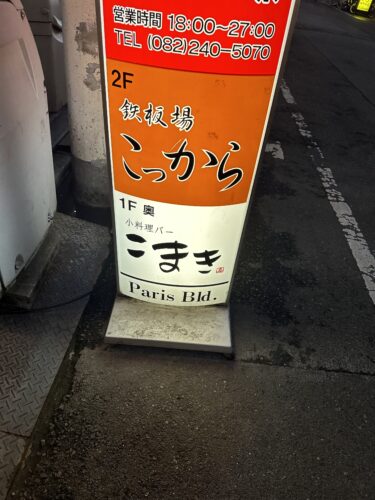 営業時間 18:00〜27:00
TEL (082)240-5070
2F
鉄板場
こっから
1F 奥
小料理バー
こまき
Paris Bld.